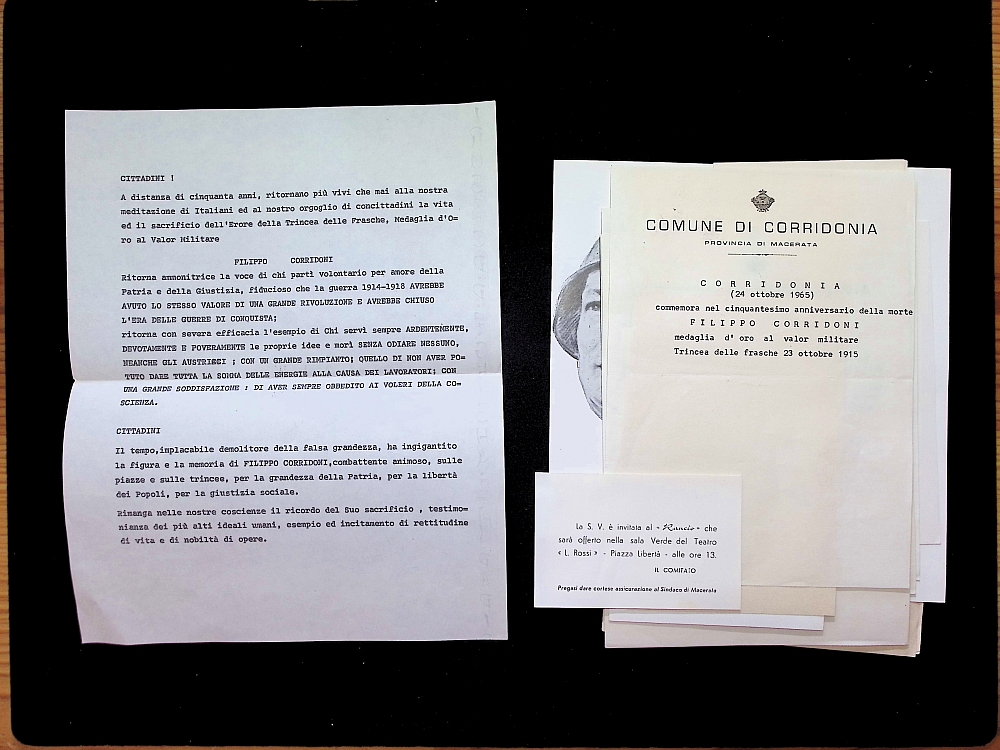 CITTADINI !
A distanza di cinquanta anni, ritornano più vivi che mai alla nostra
meditazione di Italiani ed al nostro orgoglio di concittadini la vita
ed il sacrificio dell'Erore della Trincea delle Frasche, Medaglia d'O=
ro al Valor Militare
FILIPPO CORRIDONI
Ritorna ammonitrice la voce di chi partì volontario per amore della
Patria e della Giustizia, fiducioso che la guerra 1914-1918 AVREBBE
AVUTO LO STESSO VALORE DI UNA GRANDE RIVOLUZIONE E AVREBBE CHIUSO
L'ERA DELLE GUERRE DI CONQUISTA;
ritorna con severa efficacia l'esempio di Chi servì sempre ARDENTEMENTE,
DEVOTAMENTE E POVERAMENTE le proprie idee e morì SENZA ODIARE NESSUNO,
NEANCHE GLI AUSTRIACI ; CON UN GRANDE RIMPIANTO; QUELLO DI NON AVER PO=
TUTO DARE TUTTA LA SOMMA DELLE ENERGIE ALLA CAUSA DEI LAVORATORI; CON
UNA GRANDE SODDISFAZIONE : DI AVER SEMPRE OBBEDITO AI VOLERI DELLA CO=
SCIENZA.
CITTADINI
Il tempo,implacabile demolitore della falsa grandezza, ha ingigantito
la figura e la memoria di FILIPPO CORRIDONI,combattente animoso, sulle
piazze e sulle trincee, per la grandezza della Patria, per la libertà
dei Popoli, per la giustizia sociale.
Rimanga nelle nostre coscienze il ricordo del Suo sacrificio , testimo=
nianza dei più alti ideali umani, esempio ed incitamento di rettitudine
di vita e di nobiltà di opere.
COMUNE DI CORRIDONIA
PROVINCIA DI MACERATA
CORRIDONIA
(24 ottobre 1965)
commemora nel cinquantesimo anniversario della morte
FILIPPO CORRIDONI
medaglia d'oro al valor militare
Trincea delle frasche 23 ottobre 1915
La S. V. è invitata al « Rancio » che
sarà offerto nella sala Verde del Teatro
« L. Rossi » - Piazza Libertà - alle ore 13.
IL COMITATO
Pregasi dare cortese assicurazione al Sindaco di Macerata